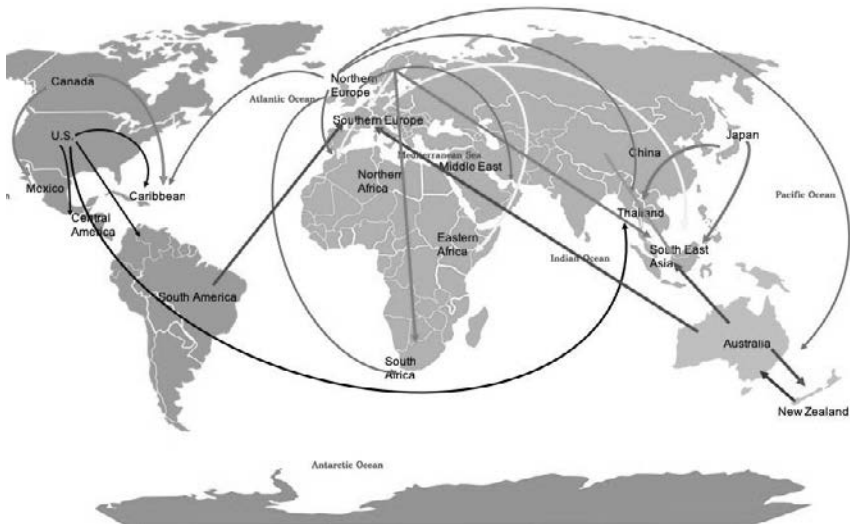 Canada
Northern
Europe
Atlantic Ocean
U.S.
Southern Europe
Japan
China
Mediterranean Sea
Middle East
Mexico
Caribbean
Northern
Africa
Pacific Ocean
Central
America
Thailand
Eastern
Africa
South East
Asia
Indian Ocean
South America
Australia
South
Africa
New Zealand
Antarctic Ocean